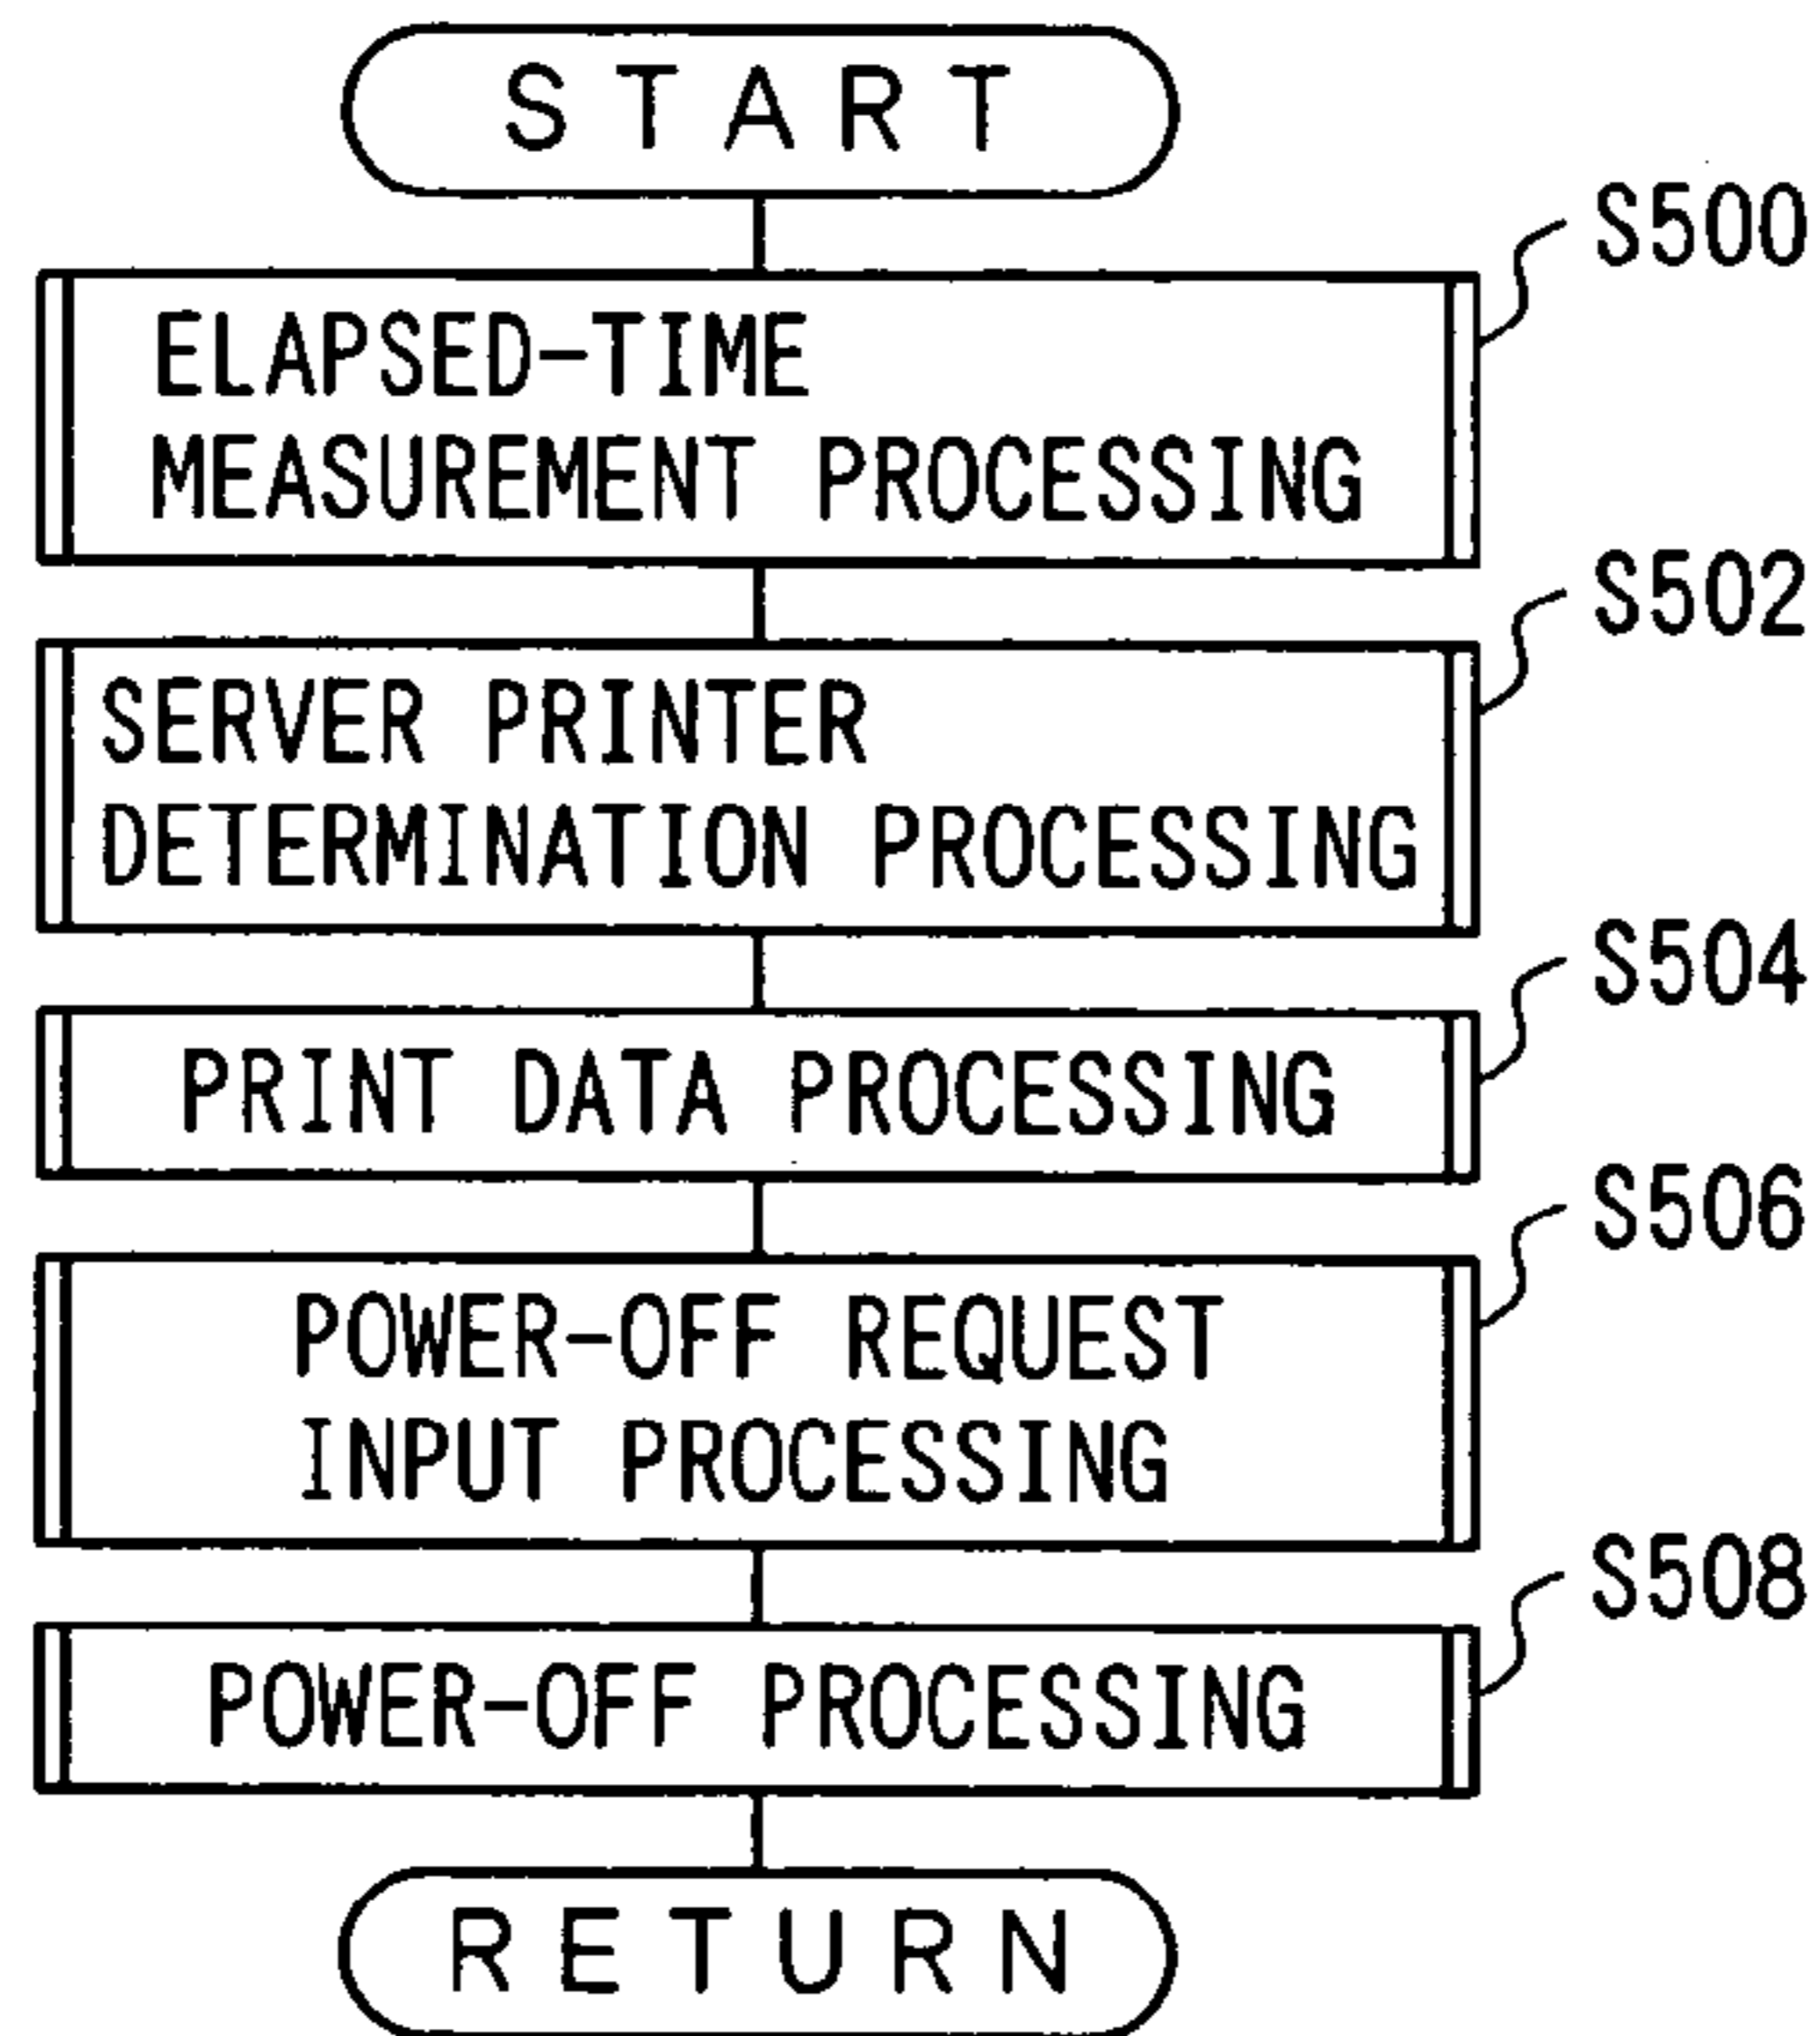 START
S500
ELAPSED-TIME
MEASUREMENT PROCESSING
S502
SERVER PRINTER
DETERMINATION PROCESSING
S504
PRINT DATA PROCESSING
S506
POWER-OFF REQUEST
INPUT PROCESSING
S508
POWER-OFF PROCESSING
RETURN